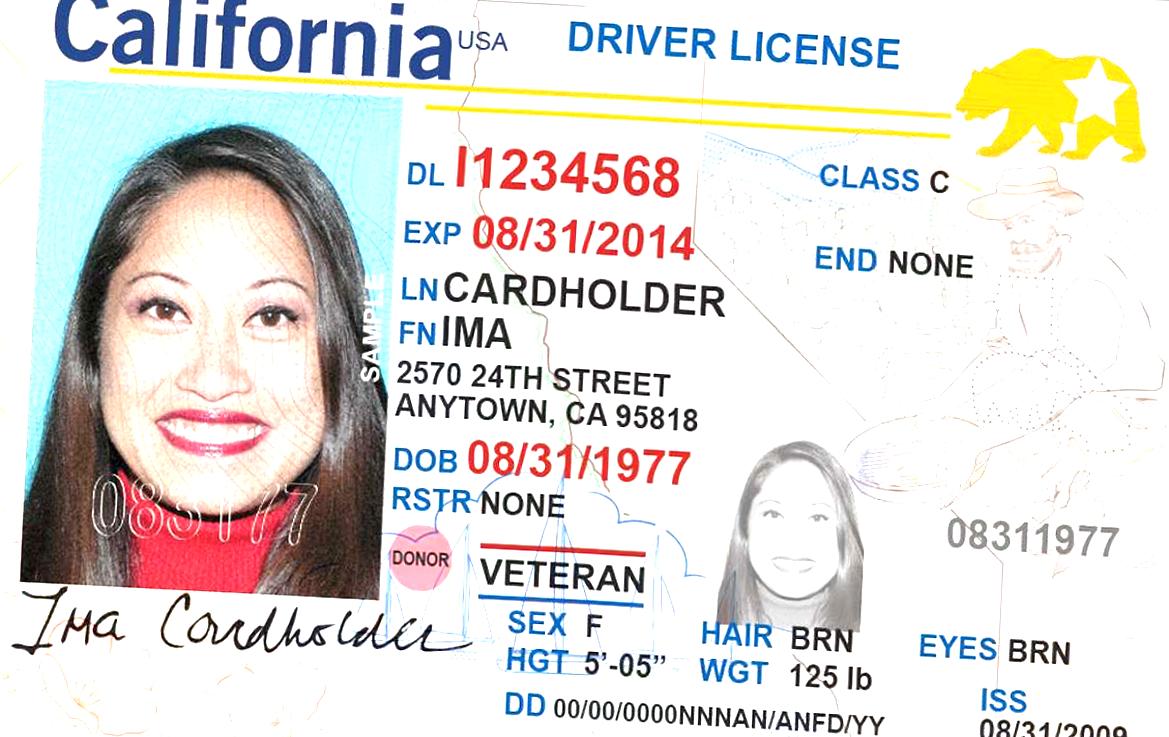 California USA DRIVER LICENSE
DL I1234568
CLASS C
EXP 08/31/2014
END NONE
LN CARDHOLDER
FN IMA
SAMPLE
2570 24TH STREET
ANYTOWN, CA 95818
DOB 08/31/1977
RSTR NONE
083177
08311977
DONOR
VETERAN
Ima Cardholder
SEX F HAIR BRN EYES BRN
HGT 5'-05" WGT 125 lb ISS
DD 00/00/0000NNNAN/ANFD/YY 08/31/2009